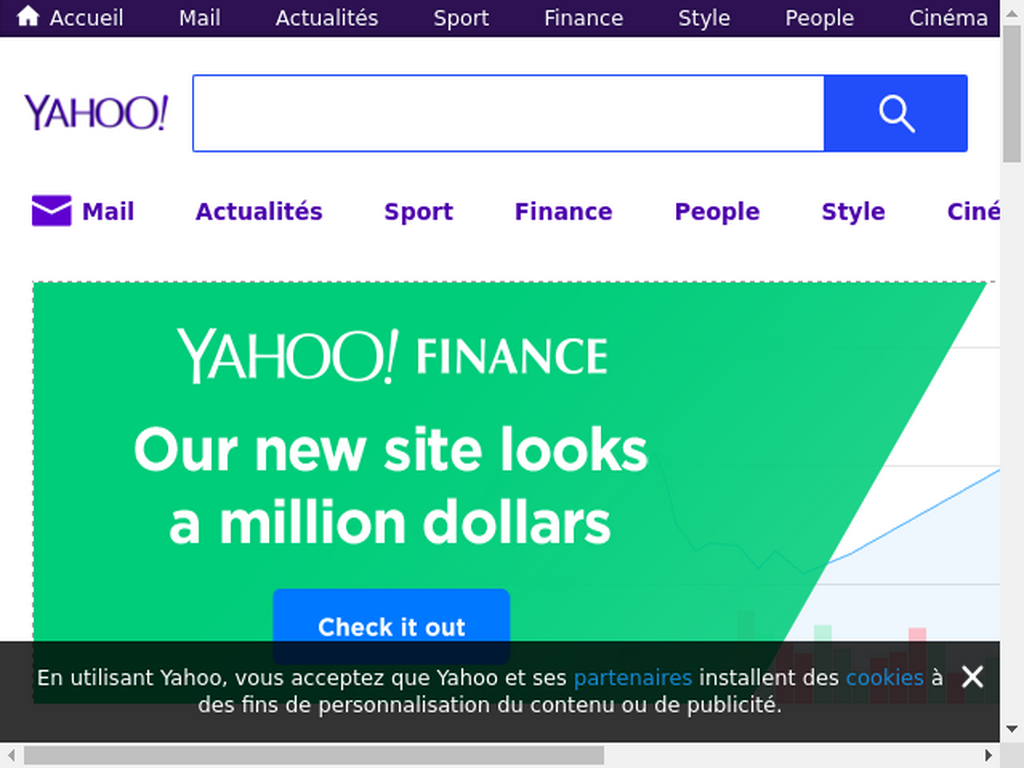 Accueil Mail Actualités Sport Finance Style People Cinéma
YAHOO!
Mail Actualités Sport Finance People Style Ciné
YAHOO! FINANCE
Our new site looks
a million dollars
Check it out
En utilisant Yahoo, vous acceptez que Yahoo et ses partenaires installent des cookies à
des fins de personnalisation du contenu ou de publicité.